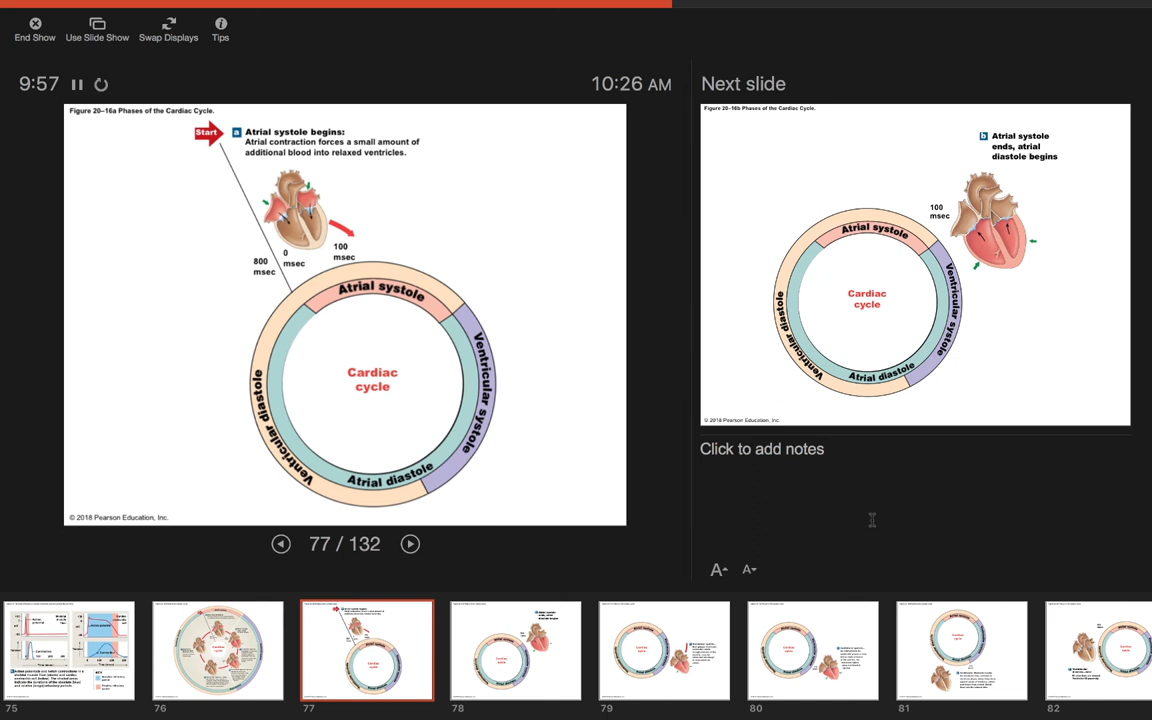 End Show
Use Slide Show
Swap Displays
Tips
9:57
10:26 AM
Next slide
Figure 20–16a Phases of the Cardiac Cycle.
Start
a
Atrial systole begins:
Atrial contraction forces a small amount of
additional blood into relaxed ventricles.
0
msec
100
msec
800
msec
Atrial systole
Ventricular systole
Atrial diastole
Ventricular diastole
Cardiac
cycle
© 2018 Pearson Education, Inc.
Figure 20–16b Phases of the Cardiac Cycle.
b
Atrial systole
ends, atrial
diastole begins
100
msec
Atrial systole
Ventricular systole
Atrial diastole
Ventricular diastole
Cardiac
cycle
© 2018 Pearson Education, Inc.
Click to add notes
77 / 132
A
A
75
76
77
78
79
80
81
82